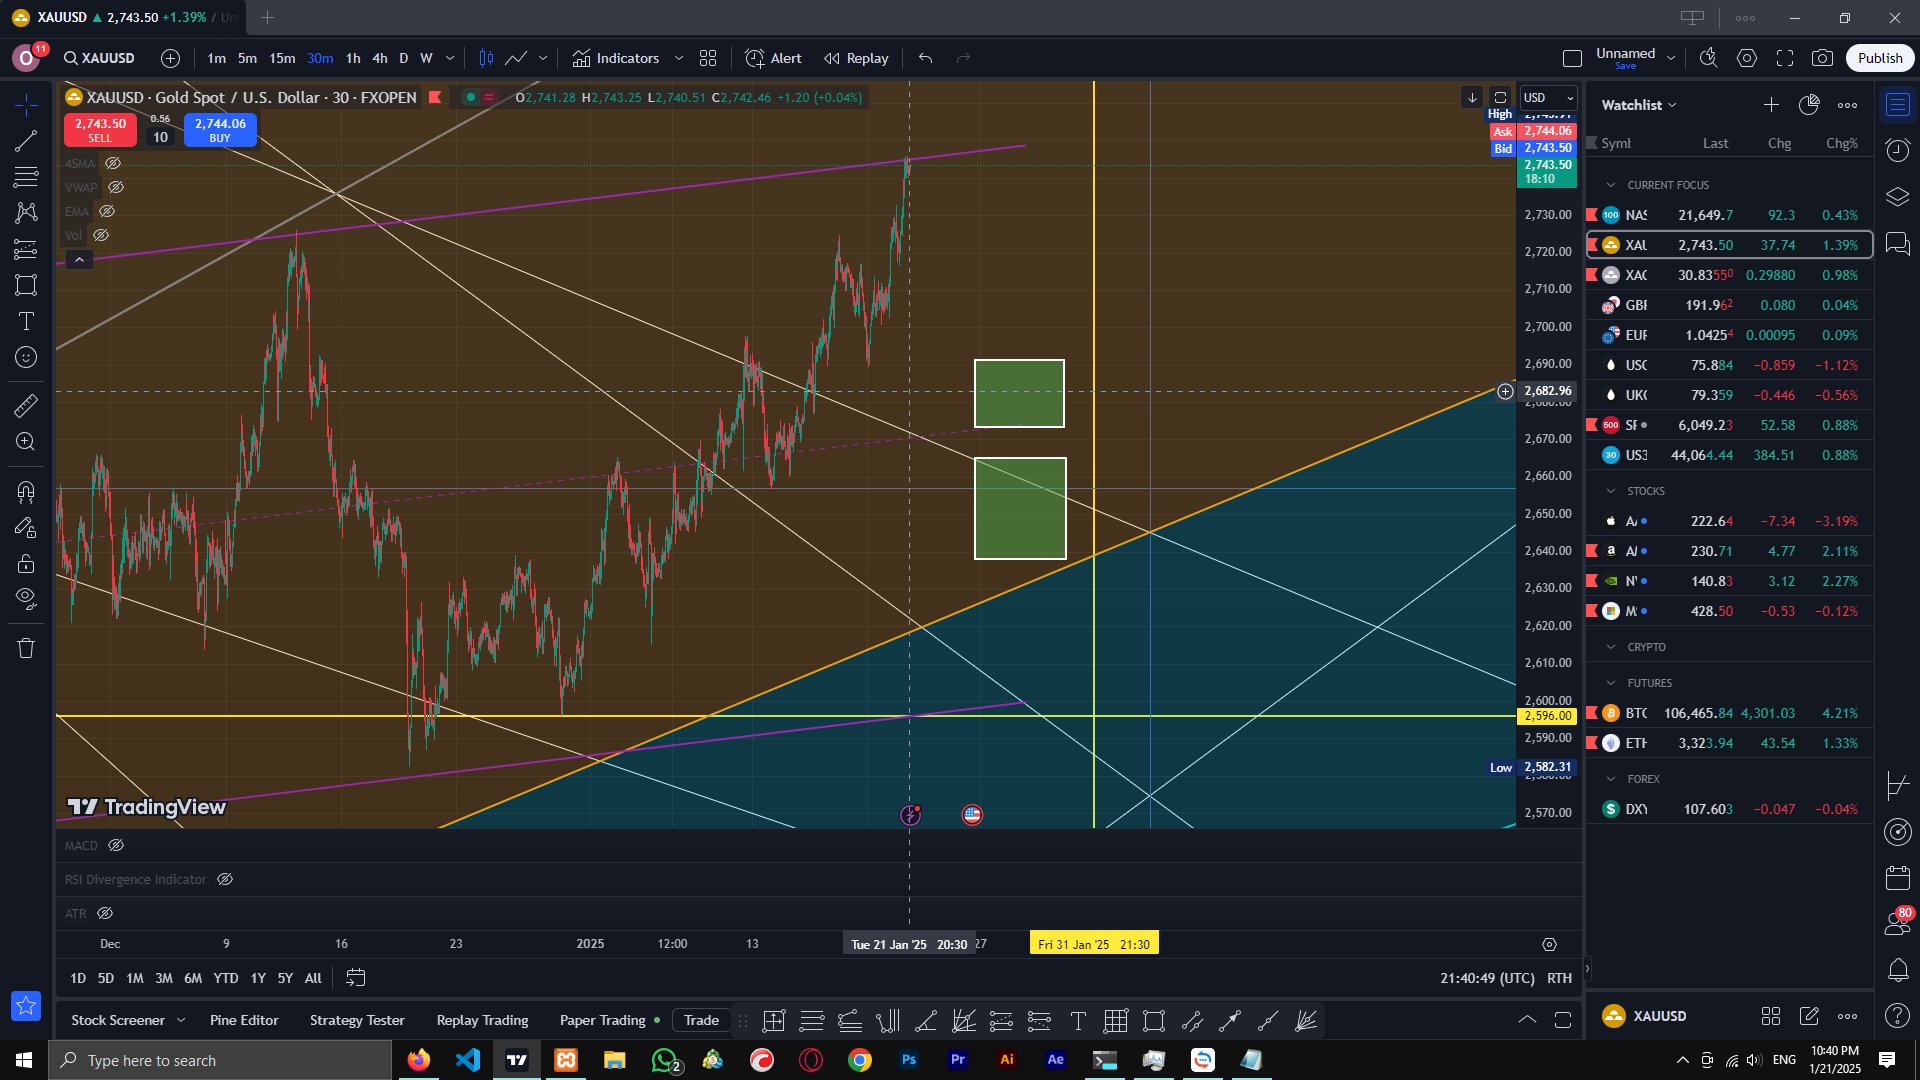 XAUUSD ▲ 2,743.50 +1.39% / Un
O 11 XAUUSD 1m 5m 15m 30m 1h 4h D W Indicators Alert Replay Unnamed Save Publish
XAUUSD · Gold Spot / U.S. Dollar · 30 · FXOPEN O2,741.28 H2,743.25 L2,740.51 C2,742.46 +1.20 (+0.04%)
2,743.50 SELL 0.56 10 2,744.06 BUY
4SMA
VWAP
EMA
Vol
USD
High
Ask 2,744.06
Bid 2,743.50
2,743.50
18:10
2,730.00
2,720.00
2,710.00
2,700.00
2,690.00
2,682.96
2,680.00
2,670.00
2,660.00
2,650.00
2,640.00
2,630.00
2,620.00
2,610.00
2,600.00
2,596.00
2,590.00
Low 2,582.31
2,570.00
TradingView
MACD
RSI Divergence Indicator
ATR
Dec 9 16 23 2025 12:00 13 Tue 21 Jan '25 20:30 27 Fri 31 Jan '25 21:30
1D 5D 1M 3M 6M YTD 1Y 5Y All 21:40:49 (UTC) RTH
Stock Screener Pine Editor Strategy Tester Replay Trading Paper Trading Trade
Watchlist
Symb Last Chg Chg%
CURRENT FOCUS
100 NAS 21,649.7 92.3 0.43%
XAU 2,743.50 37.74 1.39%
XAG 30.8355⁰ 0.29880 0.98%
GBP 191.96² 0.080 0.04%
EUR 1.0425⁴ 0.00095 0.09%
USO 75.884 −0.859 −1.12%
UKO 79.359 −0.446 −0.56%
500 SP 6,049.23 52.58 0.88%
30 US3 44,064.44 384.51 0.88%
STOCKS
222.64 −7.34 −3.19%
230.71 4.77 2.11%
140.83 3.12 2.27%
428.50 −0.53 −0.12%
CRYPTO
FUTURES
BTC 106,465.84 4,301.03 4.21%
ETH 3,323.94 43.54 1.33%
FOREX
DXY 107.603 −0.047 −0.04%
80
XAUUSD
Type here to search 2 Ps Pr Ai Ae ENG 10:40 PM
1/21/2025